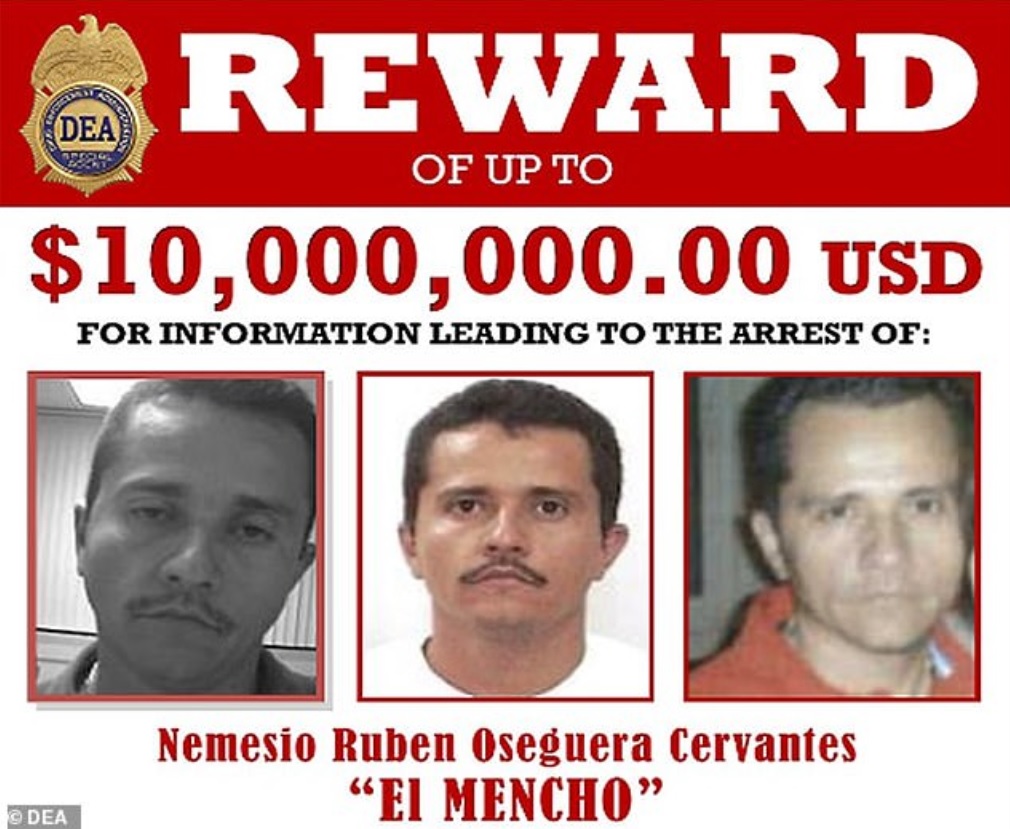 REWARD
DEA
OF UP TO
$10,000,000.00 USD
FOR INFORMATION LEADING TO THE ARREST OF:
Nemesio Ruben Oseguera Cervantes
“El MENCHO”
© DEA